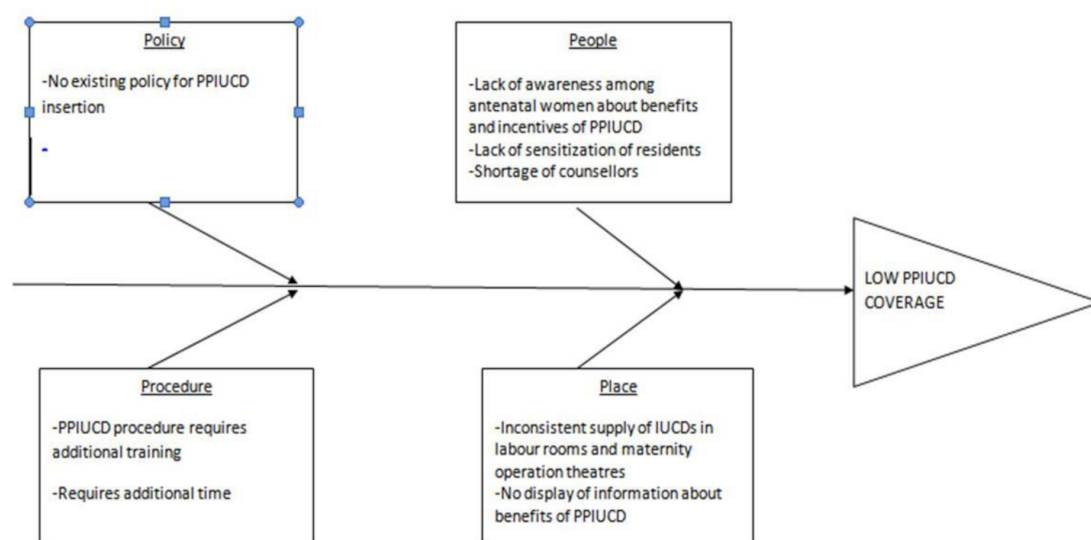 Policy
-No existing policy for PPIUCD
insertion
-
People
-Lack of awareness among
antenatal women about benefits
and incentives of PPIUCD
-Lack of sensitization of residents
-Shortage of counsellors
LOW PPIUCD
COVERAGE
Procedure
-PPIUCD procedure requires
additional training
-Requires additional time
Place
-Inconsistent supply of IUCDs in
labour rooms and maternity
operation theatres
-No display of information about
benefits of PPIUCD